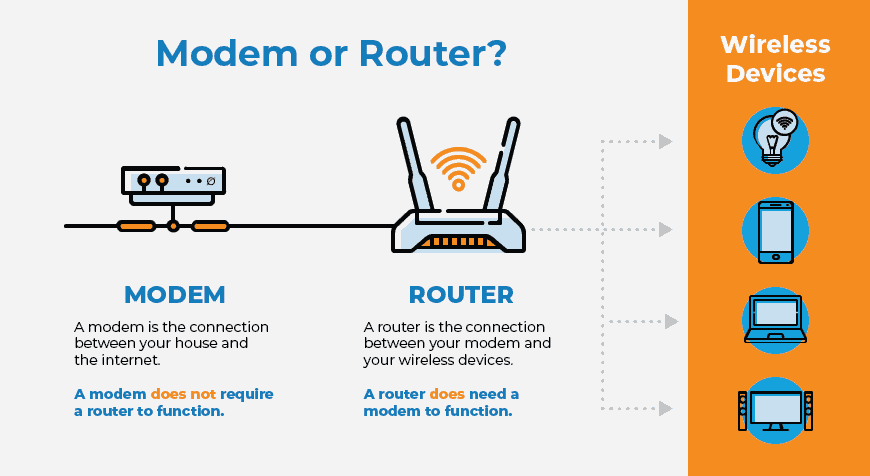 Modem or Router?
MODEM
A modem is the connection
between your house and
the internet.
A modem does not require
a router to function.
ROUTER
A router is the connection
between your modem and
your wireless devices.
A router does need a
modem to function.
Wireless
Devices